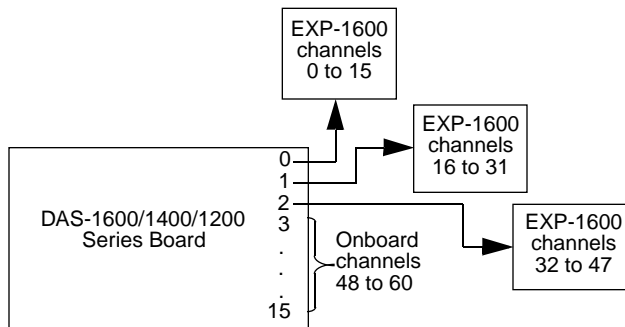 EXP-1600
channels
0 to 15
EXP-1600
channels
16 to 31
0
1
2
3
.
.
.
15
DAS-1600/1400/1200
Series Board
Onboard
channels
48 to 60
EXP-1600
channels
32 to 47